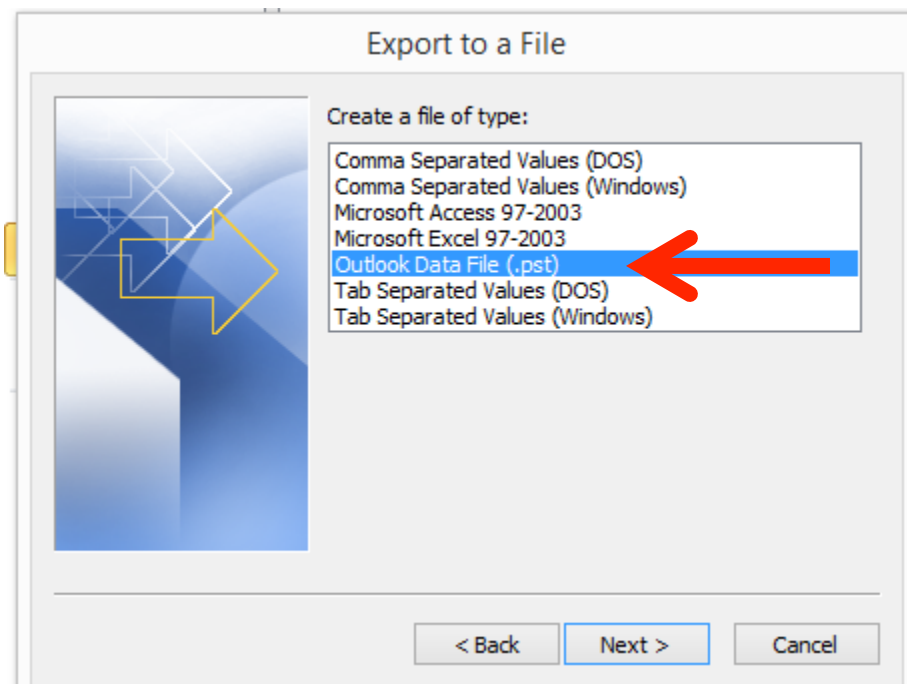 Export to a File
Create a file of type:
Comma Separated Values (DOS)
Comma Separated Values (Windows)
Microsoft Access 97-2003
Microsoft Excel 97-2003
Outlook Data File (.pst)
Tab Separated Values (DOS)
Tab Separated Values (Windows)
< Back
Next >
Cancel